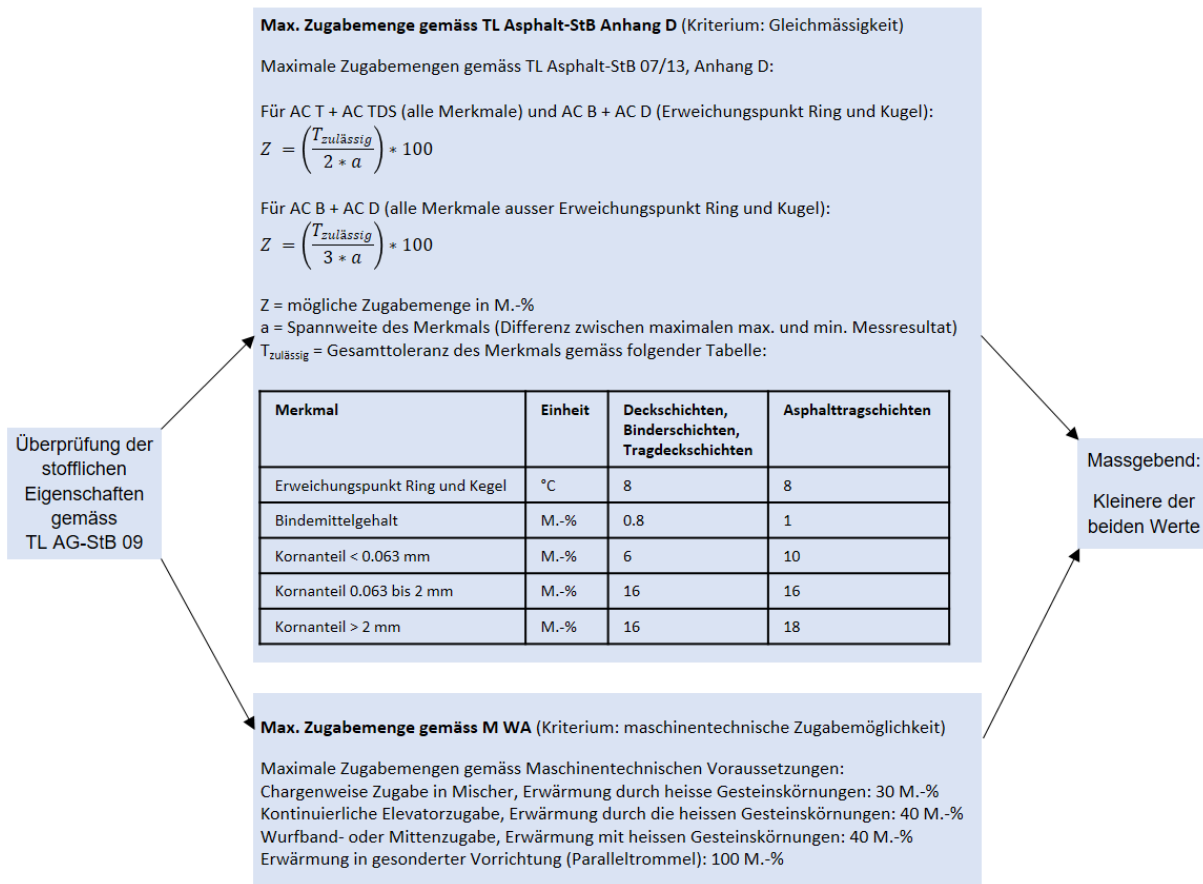 Max. Zugabemenge gemäss TL Asphalt-StB Anhang D (Kriterium: Gleichmässigkeit)
Maximale Zugabemengen gemäss TL Asphalt-StB 07/13, Anhang D:
Für AC T + AC TDS (alle Merkmale) und AC B + AC D (Erweichungspunkt Ring und Kugel):
Z = (T_zulässig / 2 * a) * 100
Für AC B + AC D (alle Merkmale ausser Erweichungspunkt Ring und Kugel):
Z = (T_zulässig / 3 * a) * 100
Z = mögliche Zugabemenge in M.-%
a = Spannweite des Merkmals (Differenz zwischen maximalen max. und min. Messresultat)
T_zulässig = Gesamttoleranz des Merkmals gemäss folgender Tabelle:
Merkmal Einheit Deckschichten, Asphalttragschichten
Binderschichten,
Tragdeckschichten
Erweichungspunkt Ring und Kegel °C 8 8
Bindemittelgehalt M.-% 0.8 1
Kornanteil < 0.063 mm M.-% 6 10
Kornanteil 0.063 bis 2 mm M.-% 16 16
Kornanteil > 2 mm M.-% 16 18
Überprüfung der
stofflichen
Eigenschaften
gemäss
TL AG-StB 09
Massgebend:
Kleinere der
beiden Werte
Max. Zugabemenge gemäss M WA (Kriterium: maschinentechnische Zugabemöglichkeit)
Maximale Zugabemengen gemäss Maschinentechnischen Voraussetzungen:
Chargenweise Zugabe in Mischer, Erwärmung durch heisse Gesteinskörnungen: 30 M.-%
Kontinuierliche Elevatorzugabe, Erwärmung durch die heissen Gesteinskörnungen: 40 M.-%
Wurfband- oder Mittenzugabe, Erwärmung mit heissen Gesteinskörnungen: 40 M.-%
Erwärmung in gesonderter Vorrichtung (Paralleltrommel): 100 M.-%